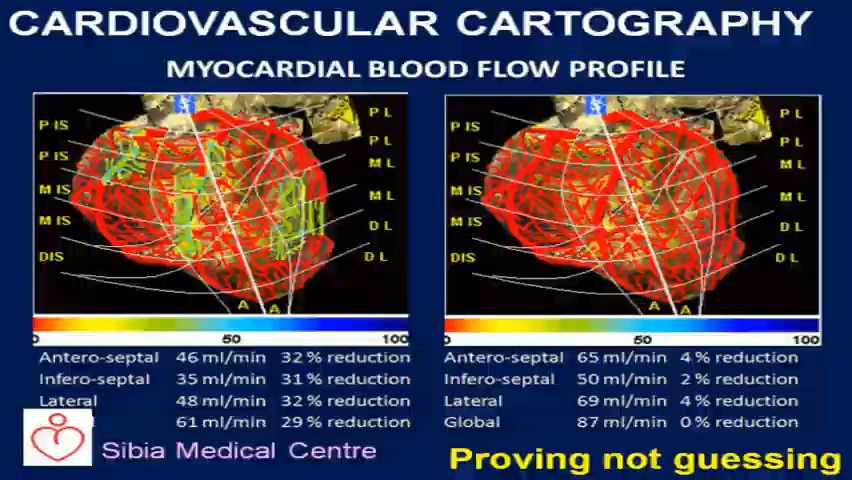 CARDIOVASCULAR CARTOGRAPHY
MYOCARDIAL BLOOD FLOW PROFILE
P IS
P IS
M IS
M IS
DIS
P L
P L
M L
M L
D L
D L
A A
0 50 100
Antero-septal 46 ml/min 32 % reduction
Infero-septal 35 ml/min 31 % reduction
Lateral 48 ml/min 32 % reduction
61 ml/min 29 % reduction
P IS
P IS
M IS
M IS
DIS
P L
P L
M L
M L
D L
D L
A A
0 50 100
Antero-septal 65 ml/min 4 % reduction
Infero-septal 50 ml/min 2 % reduction
Lateral 69 ml/min 4 % reduction
Global 87 ml/min 0 % reduction
Sibia Medical Centre
Proving not guessing